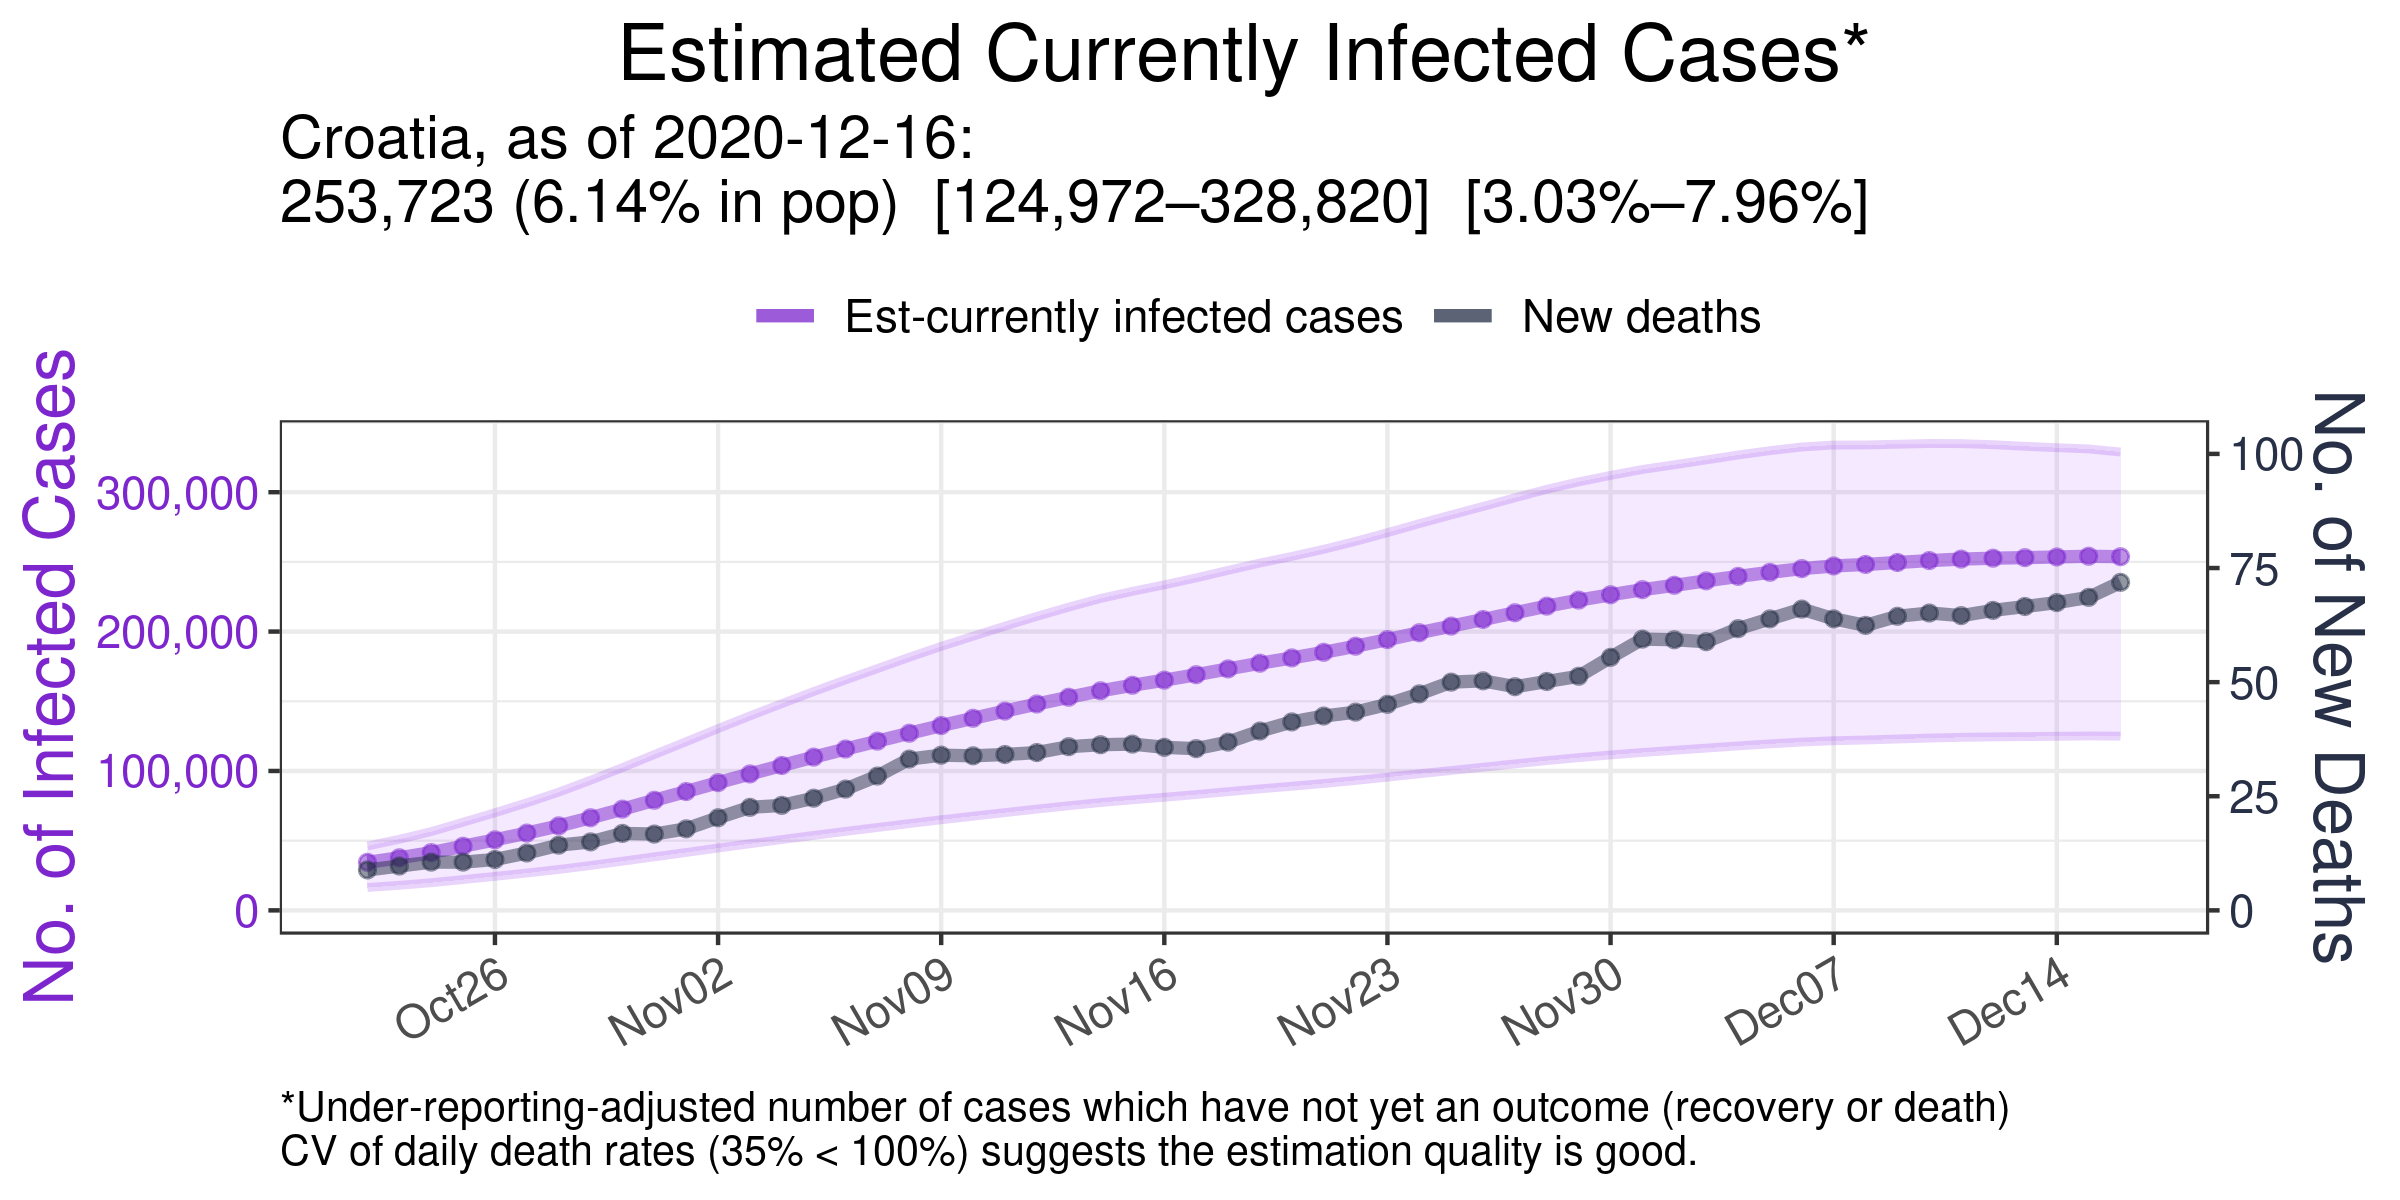 Estimated Currently Infected Cases*
Croatia, as of 2020-12-16:
253,723 (6.14% in pop)  [124,972–328,820]  [3.03%–7.96%]
Est-currently infected cases
New deaths
No. of Infected Cases
300,000
200,000
100,000
0
No. of New Deaths
100
75
50
25
0
Oct26
Nov02
Nov09
Nov16
Nov23
Nov30
Dec07
Dec14
*Under-reporting-adjusted number of cases which have not yet an outcome (recovery or death)
CV of daily death rates (35% < 100%) suggests the estimation quality is good.